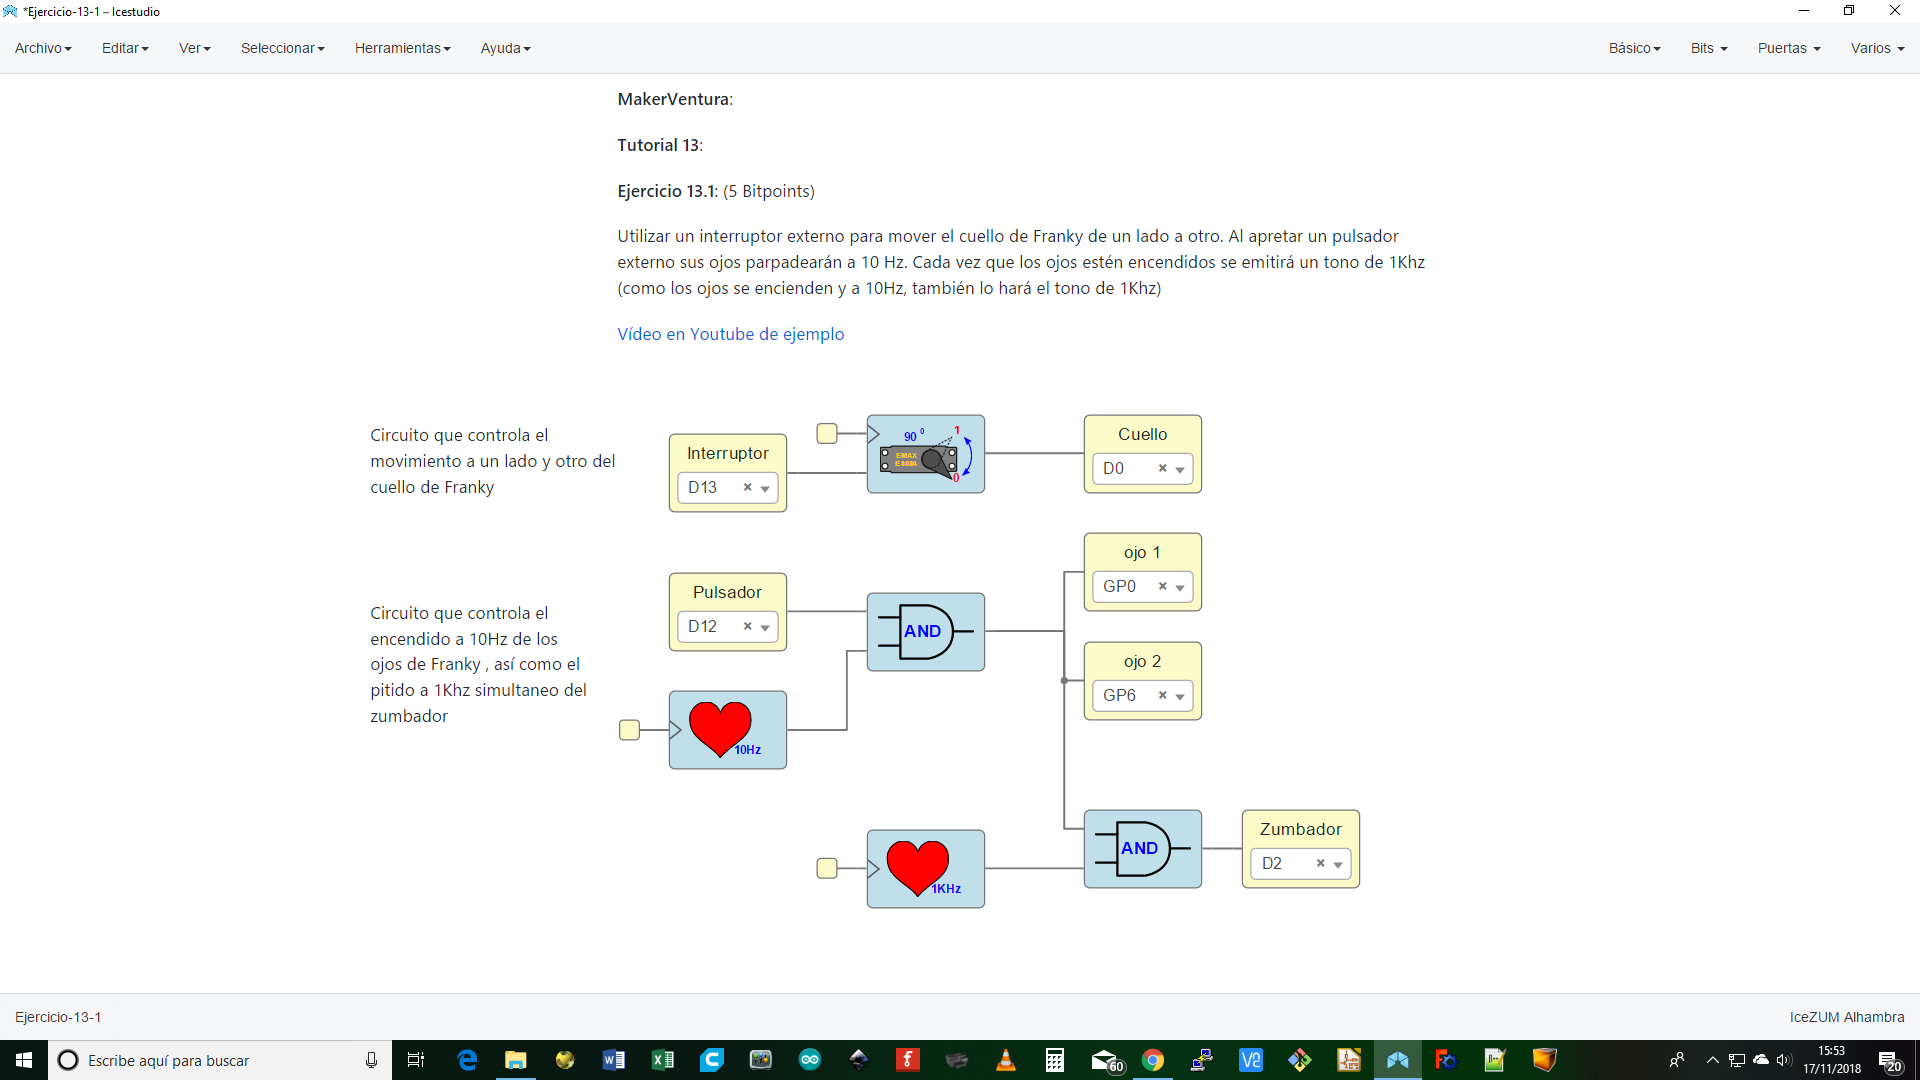 *Ejercicio-13-1 – Icestudio
Archivo Editar Ver Seleccionar Herramientas Ayuda Básico Bits Puertas Varios
MakerVentura:
Tutorial 13:
Ejercicio 13.1: (5 Bitpoints)
Utilizar un interruptor externo para mover el cuello de Franky de un lado a otro. Al apretar un pulsador
externo sus ojos parpadearán a 10 Hz. Cada vez que los ojos estén encendidos se emitirá un tono de 1Khz
(como los ojos se encienden y a 10Hz, también lo hará el tono de 1Khz)
Vídeo en Youtube de ejemplo
Circuito que controla el
movimiento a un lado y otro del
cuello de Franky
Interruptor
D13
90 0
1
EMAX
0
Cuello
D0
ojo 1
GP0
Pulsador
D12
AND
Circuito que controla el
encendido a 10Hz de los
ojos de Franky , así como el
pitido a 1Khz simultaneo del
zumbador
ojo 2
GP6
10Hz
1KHz
AND
Zumbador
D2
Ejercicio-13-1
IceZUM Alhambra
Escribe aquí para buscar
60
15:53
17/11/2018
20